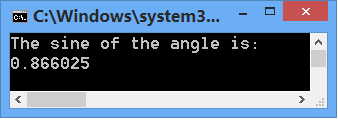 C:\Windows\system3...
The sine of the angle is:
0.866025